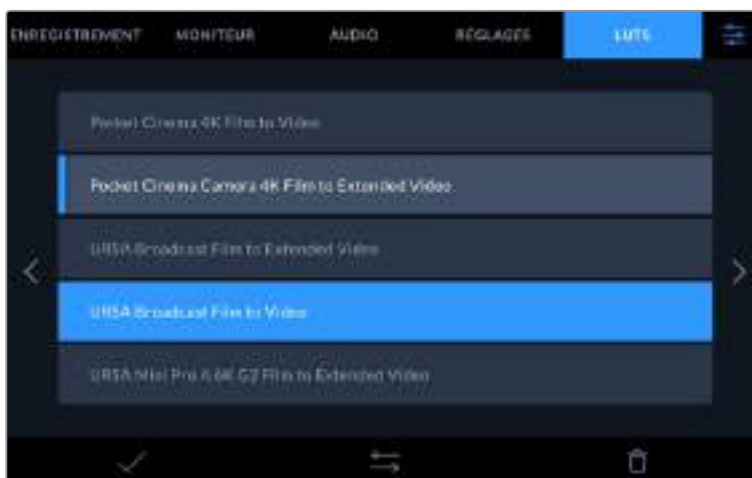 ENREGISTREMENT MONITEUR AUDIO RÉGLAGES LUTS
Pocket Cinema 4K Film to Video
Pocket Cinema Camera 4K Film to Extended Video
URSA Broadcast Film to Extended Video
URSA Broadcast Film to Video
URSA Mini Pro 4.6K G2 Film to Extended Video